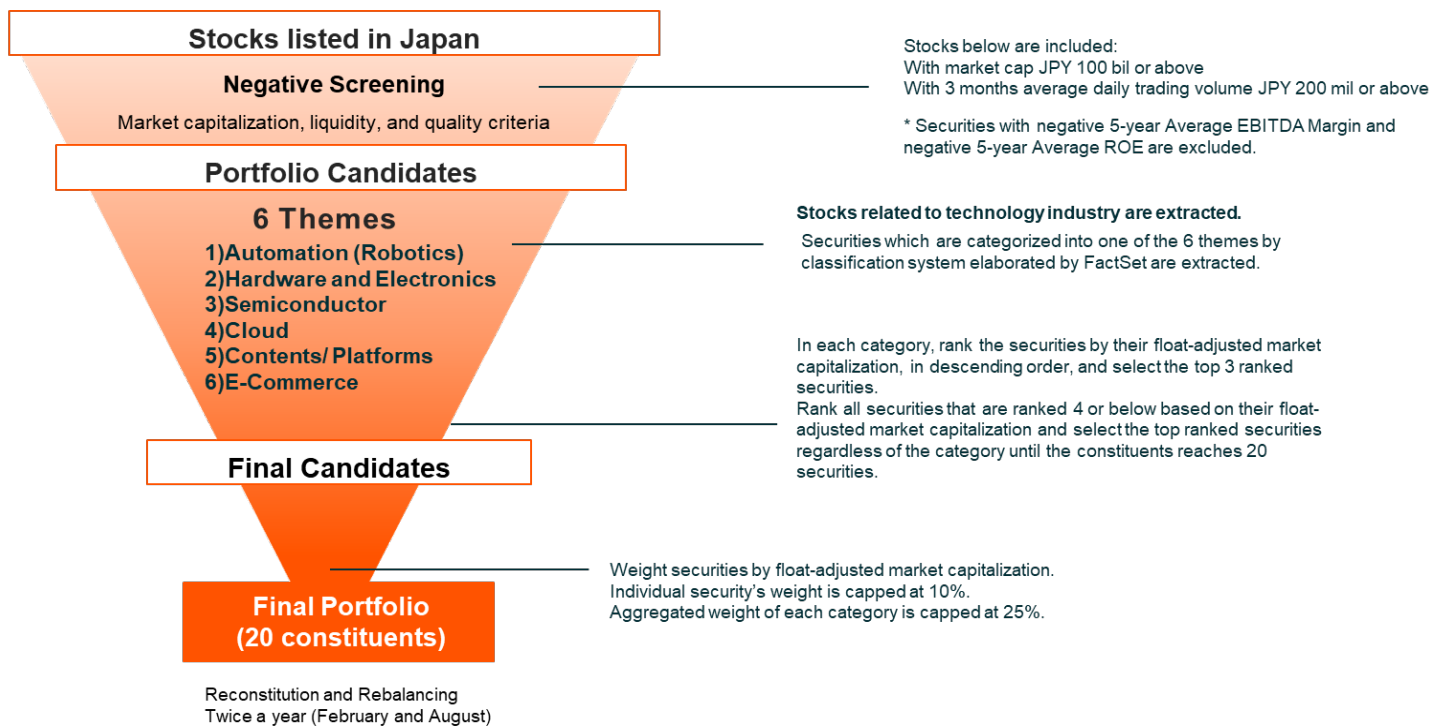 Stocks listed in Japan
Negative Screening
Market capitalization, liquidity, and quality criteria
Stocks below are included:
With market cap JPY 100 bil or above
With 3 months average daily trading volume JPY 200 mil or above
* Securities with negative 5-year Average EBITDA Margin and
negative 5-year Average ROE are excluded.
Portfolio Candidates
6 Themes
1)Automation (Robotics)
2)Hardware and Electronics
3)Semiconductor
4)Cloud
5)Contents/ Platforms
6)E-Commerce
Stocks related to technology industry are extracted.
Securities which are categorized into one of the 6 themes by
classification system elaborated by FactSet are extracted.
In each category, rank the securities by their float-adjusted market
capitalization, in descending order, and select the top 3 ranked
securities.
Rank all securities that are ranked 4 or below based on their float-
adjusted market capitalization and select the top ranked securities
regardless of the category until the constituents reaches 20
securities.
Final Candidates
Weight securities by float-adjusted market capitalization.
Individual security's weight is capped at 10%.
Aggregated weight of each category is capped at 25%.
Final Portfolio
(20 constituents)
Reconstitution and Rebalancing
Twice a year (February and August)